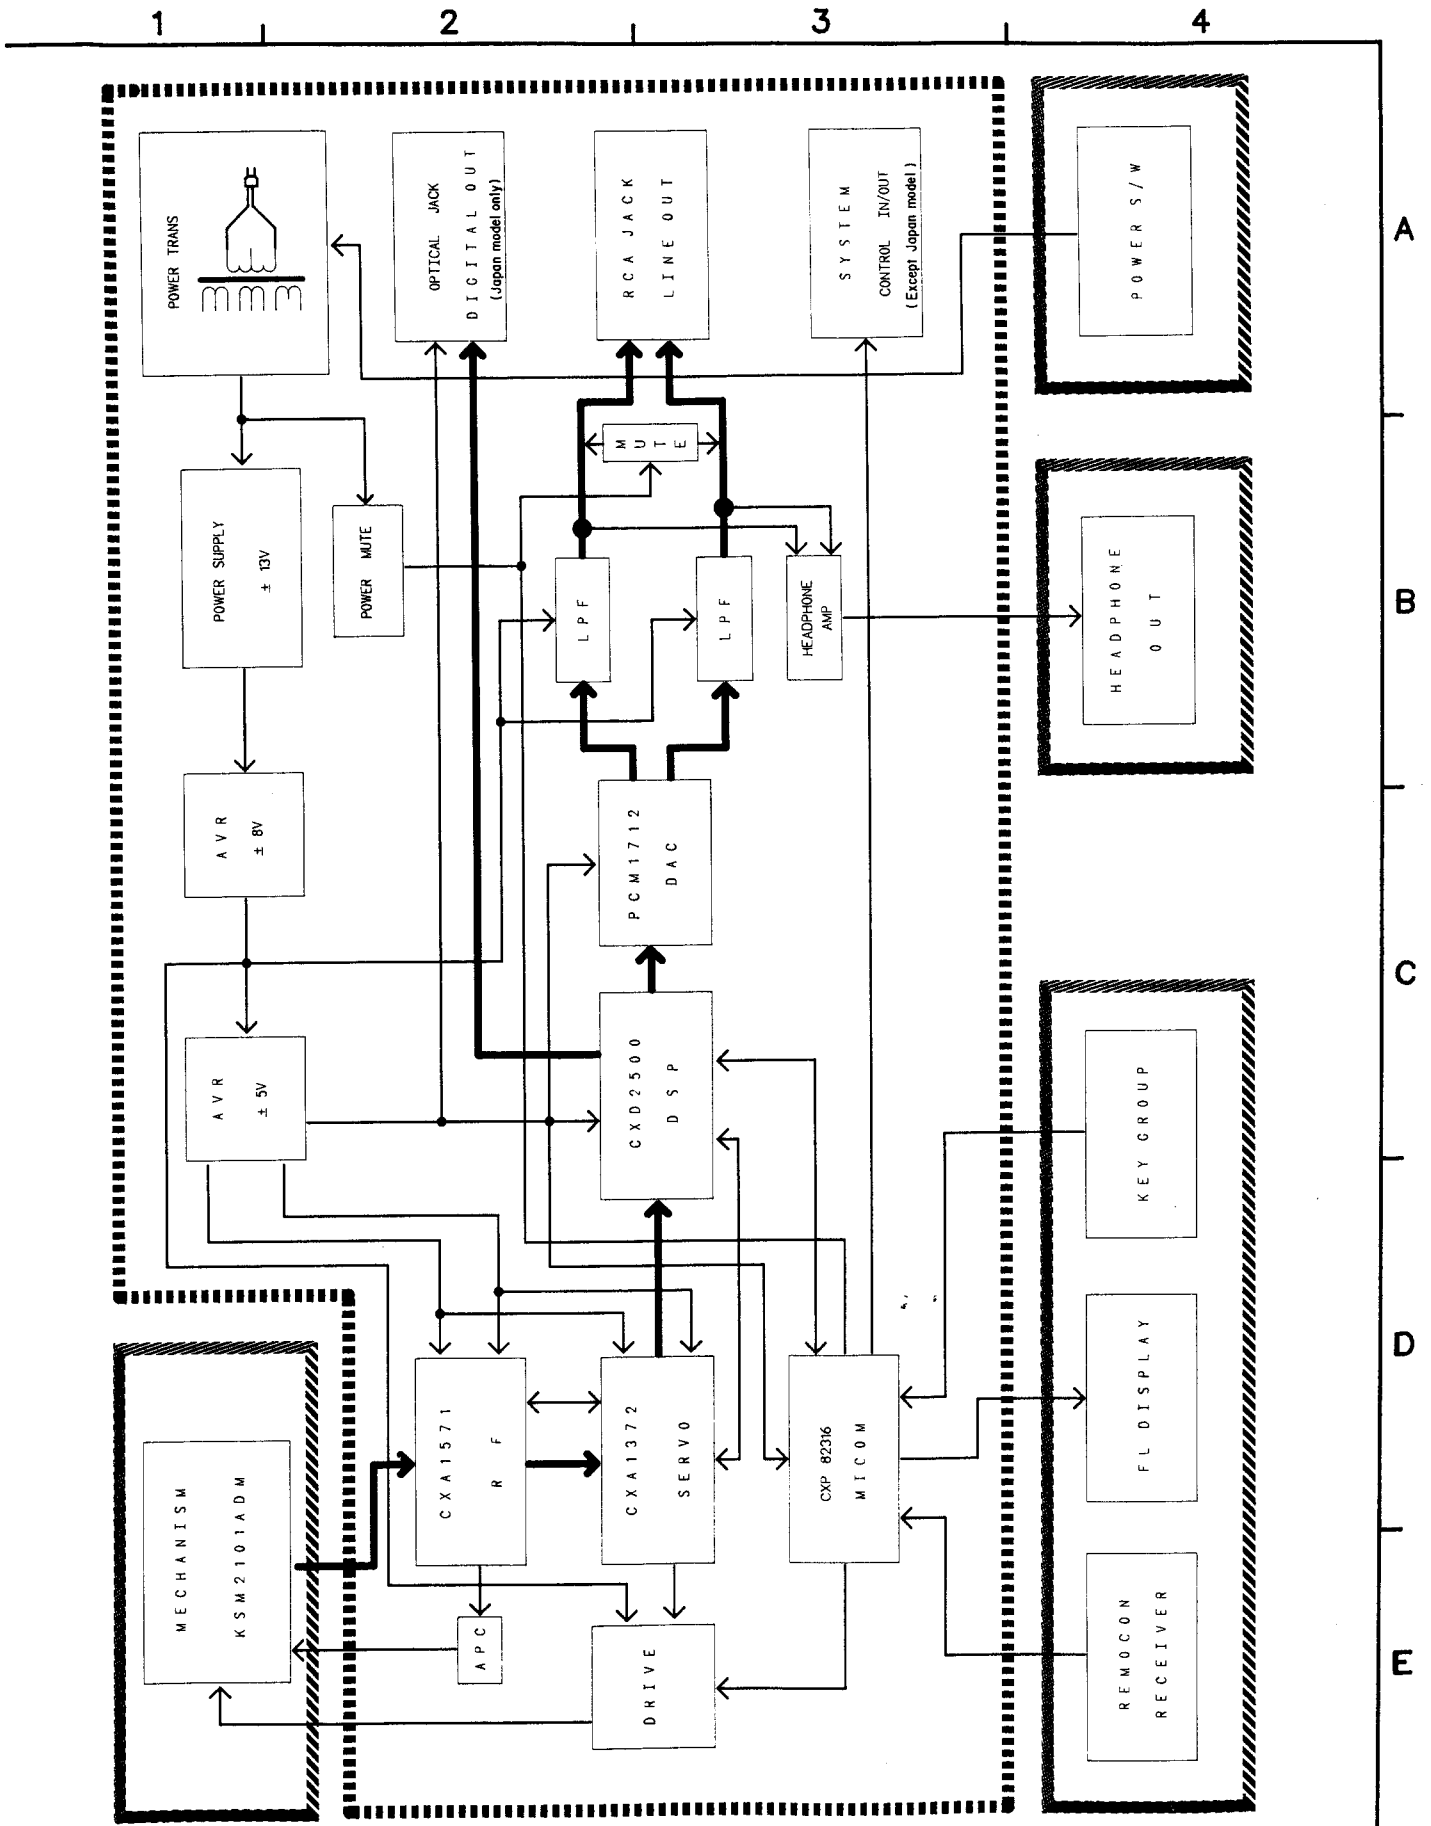 1
2
3
4
A
B
C
D
E
POWER TRANS
OPTICAL JACK
DIGITAL OUT
(Japan model only)
RCA JACK
LINE OUT
SYSTEM
CONTROL IN/OUT
(Except Japan model)
POWER S/W
MUTE
POWER SUPPLY
± 13V
POWER MUTE
LPF
LPF
HEADPHONE
AMP
HEADPHONE
OUT
AVR
± 8V
PCM1712
DAC
AVR
± 5V
CXD2500
DSP
KEY GROUP
MECHANISM
KSM2101ADM
CXA1571
RF
CXA1372
SERVO
CXP 82316
MICOM
FL DISPLAY
APC
DRIVE
REMOCON
RECEIVER